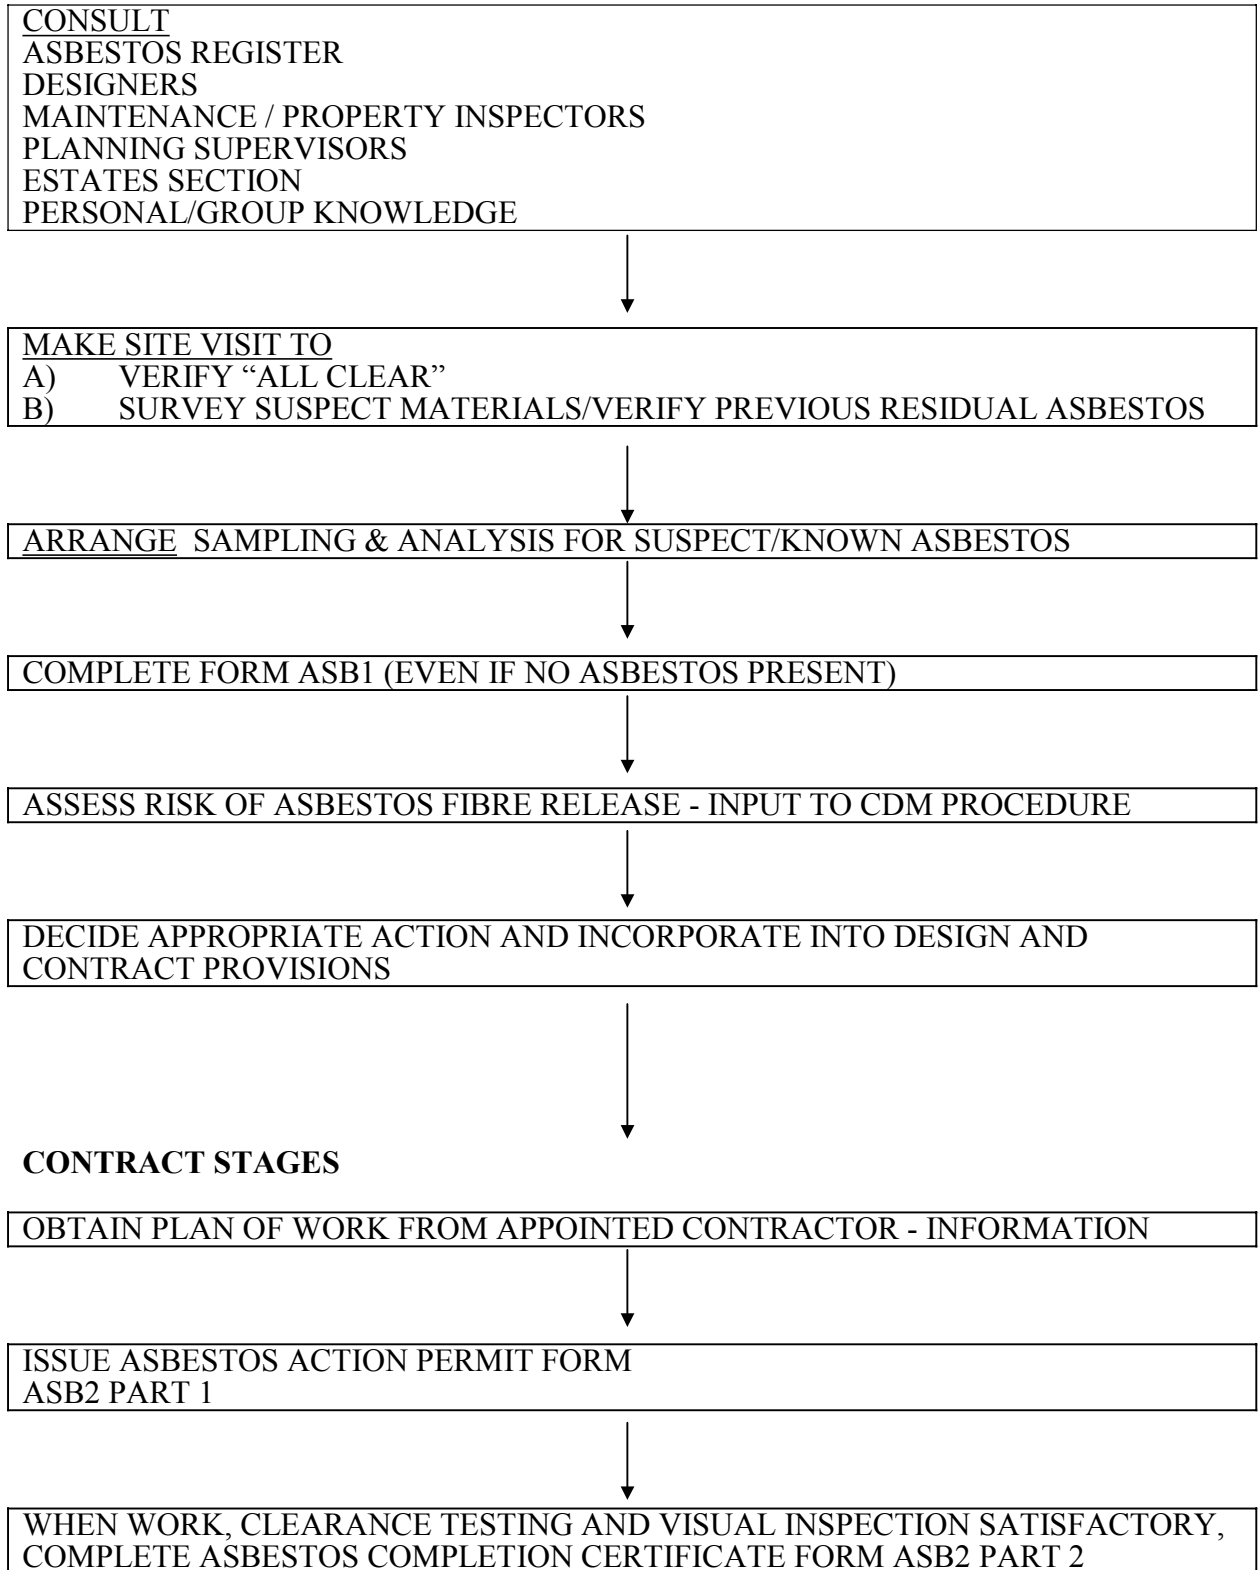 CONSULT
ASBESTOS REGISTER
DESIGNERS
MAINTENANCE / PROPERTY INSPECTORS
PLANNING SUPERVISORS
ESTATES SECTION
PERSONAL/GROUP KNOWLEDGE
MAKE SITE VISIT TO
A) VERIFY “ALL CLEAR”
B) SURVEY SUSPECT MATERIALS/VERIFY PREVIOUS RESIDUAL ASBESTOS
ARRANGE SAMPLING & ANALYSIS FOR SUSPECT/KNOWN ASBESTOS
COMPLETE FORM ASB1 (EVEN IF NO ASBESTOS PRESENT)
ASSESS RISK OF ASBESTOS FIBRE RELEASE - INPUT TO CDM PROCEDURE
DECIDE APPROPRIATE ACTION AND INCORPORATE INTO DESIGN AND
CONTRACT PROVISIONS
CONTRACT STAGES
OBTAIN PLAN OF WORK FROM APPOINTED CONTRACTOR - INFORMATION
ISSUE ASBESTOS ACTION PERMIT FORM
ASB2 PART 1
WHEN WORK, CLEARANCE TESTING AND VISUAL INSPECTION SATISFACTORY,
COMPLETE ASBESTOS COMPLETION CERTIFICATE FORM ASB2 PART 2